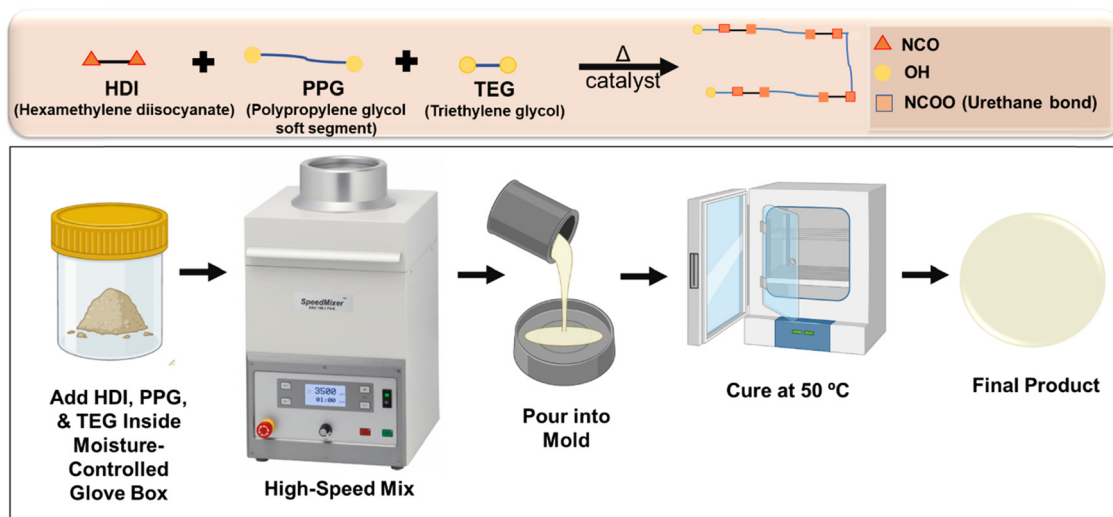 HDI
(Hexamethylene diisocyanate)
PPG
(Polypropylene glycol
soft segment)
TEG
(Triethylene glycol)
Δ
catalyst
NCO
OH
NCOO (Urethane bond)
Add HDI, PPG,
& TEG Inside
Moisture-
Controlled
Glove Box
SpeedMixer™
3500
01:00
High-Speed Mix
Pour into
Mold
Cure at 50 ºC
Final Product